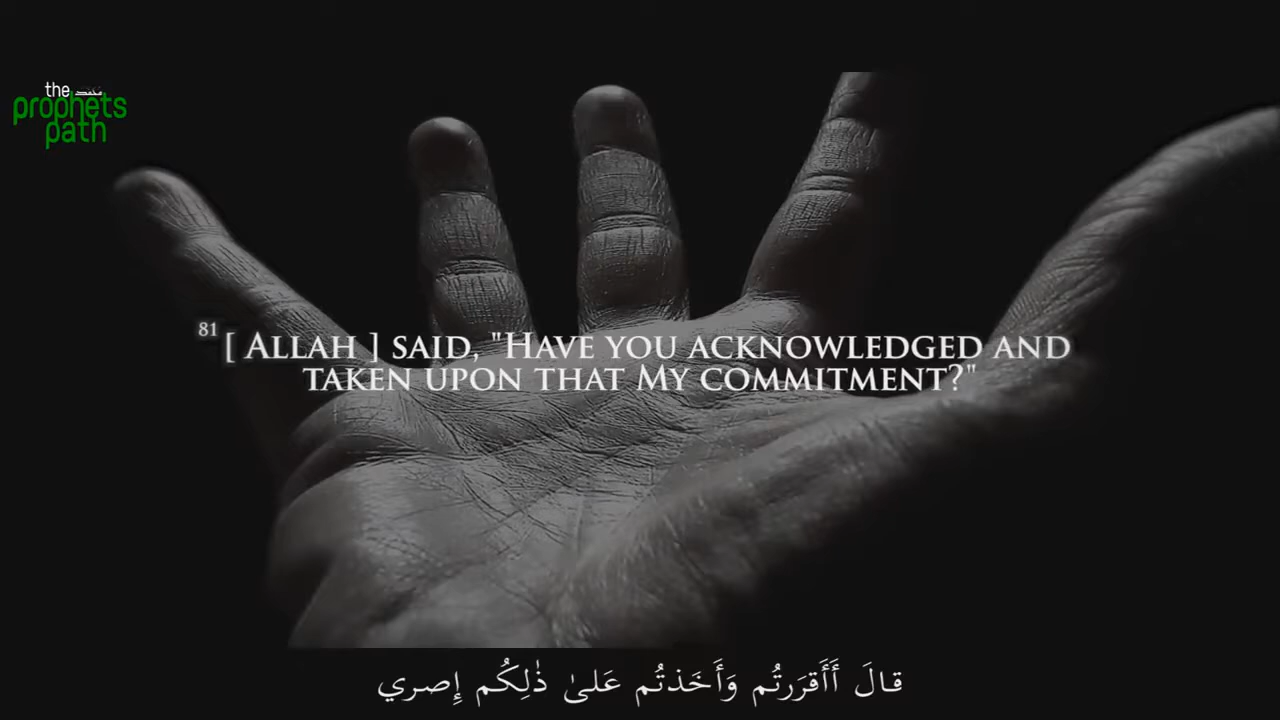 the
prophets
path
81 [ Allah ] said, "Have you acknowledged and
taken upon that My commitment?"
قالَ أَأَقرَرتُم وَأَخَذتُم عَلىٰ ذٰلِكُم إِصري